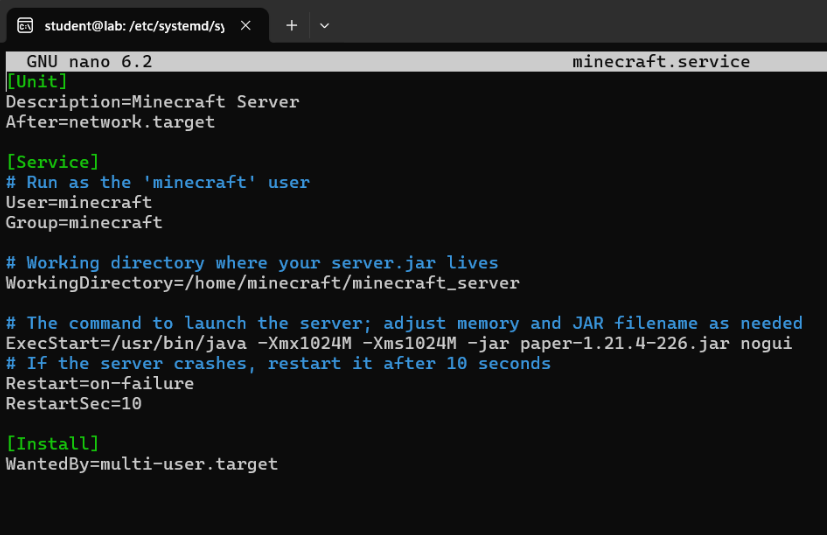 student@lab: /etc/systemd/sy
GNU nano 6.2 minecraft.service
[Unit]
Description=Minecraft Server
After=network.target
[Service]
# Run as the 'minecraft' user
User=minecraft
Group=minecraft
# Working directory where your server.jar lives
WorkingDirectory=/home/minecraft/minecraft_server
# The command to launch the server; adjust memory and JAR filename as needed
ExecStart=/usr/bin/java -Xmx1024M -Xms1024M -jar paper-1.21.4-226.jar nogui
# If the server crashes, restart it after 10 seconds
Restart=on-failure
RestartSec=10
[Install]
WantedBy=multi-user.target